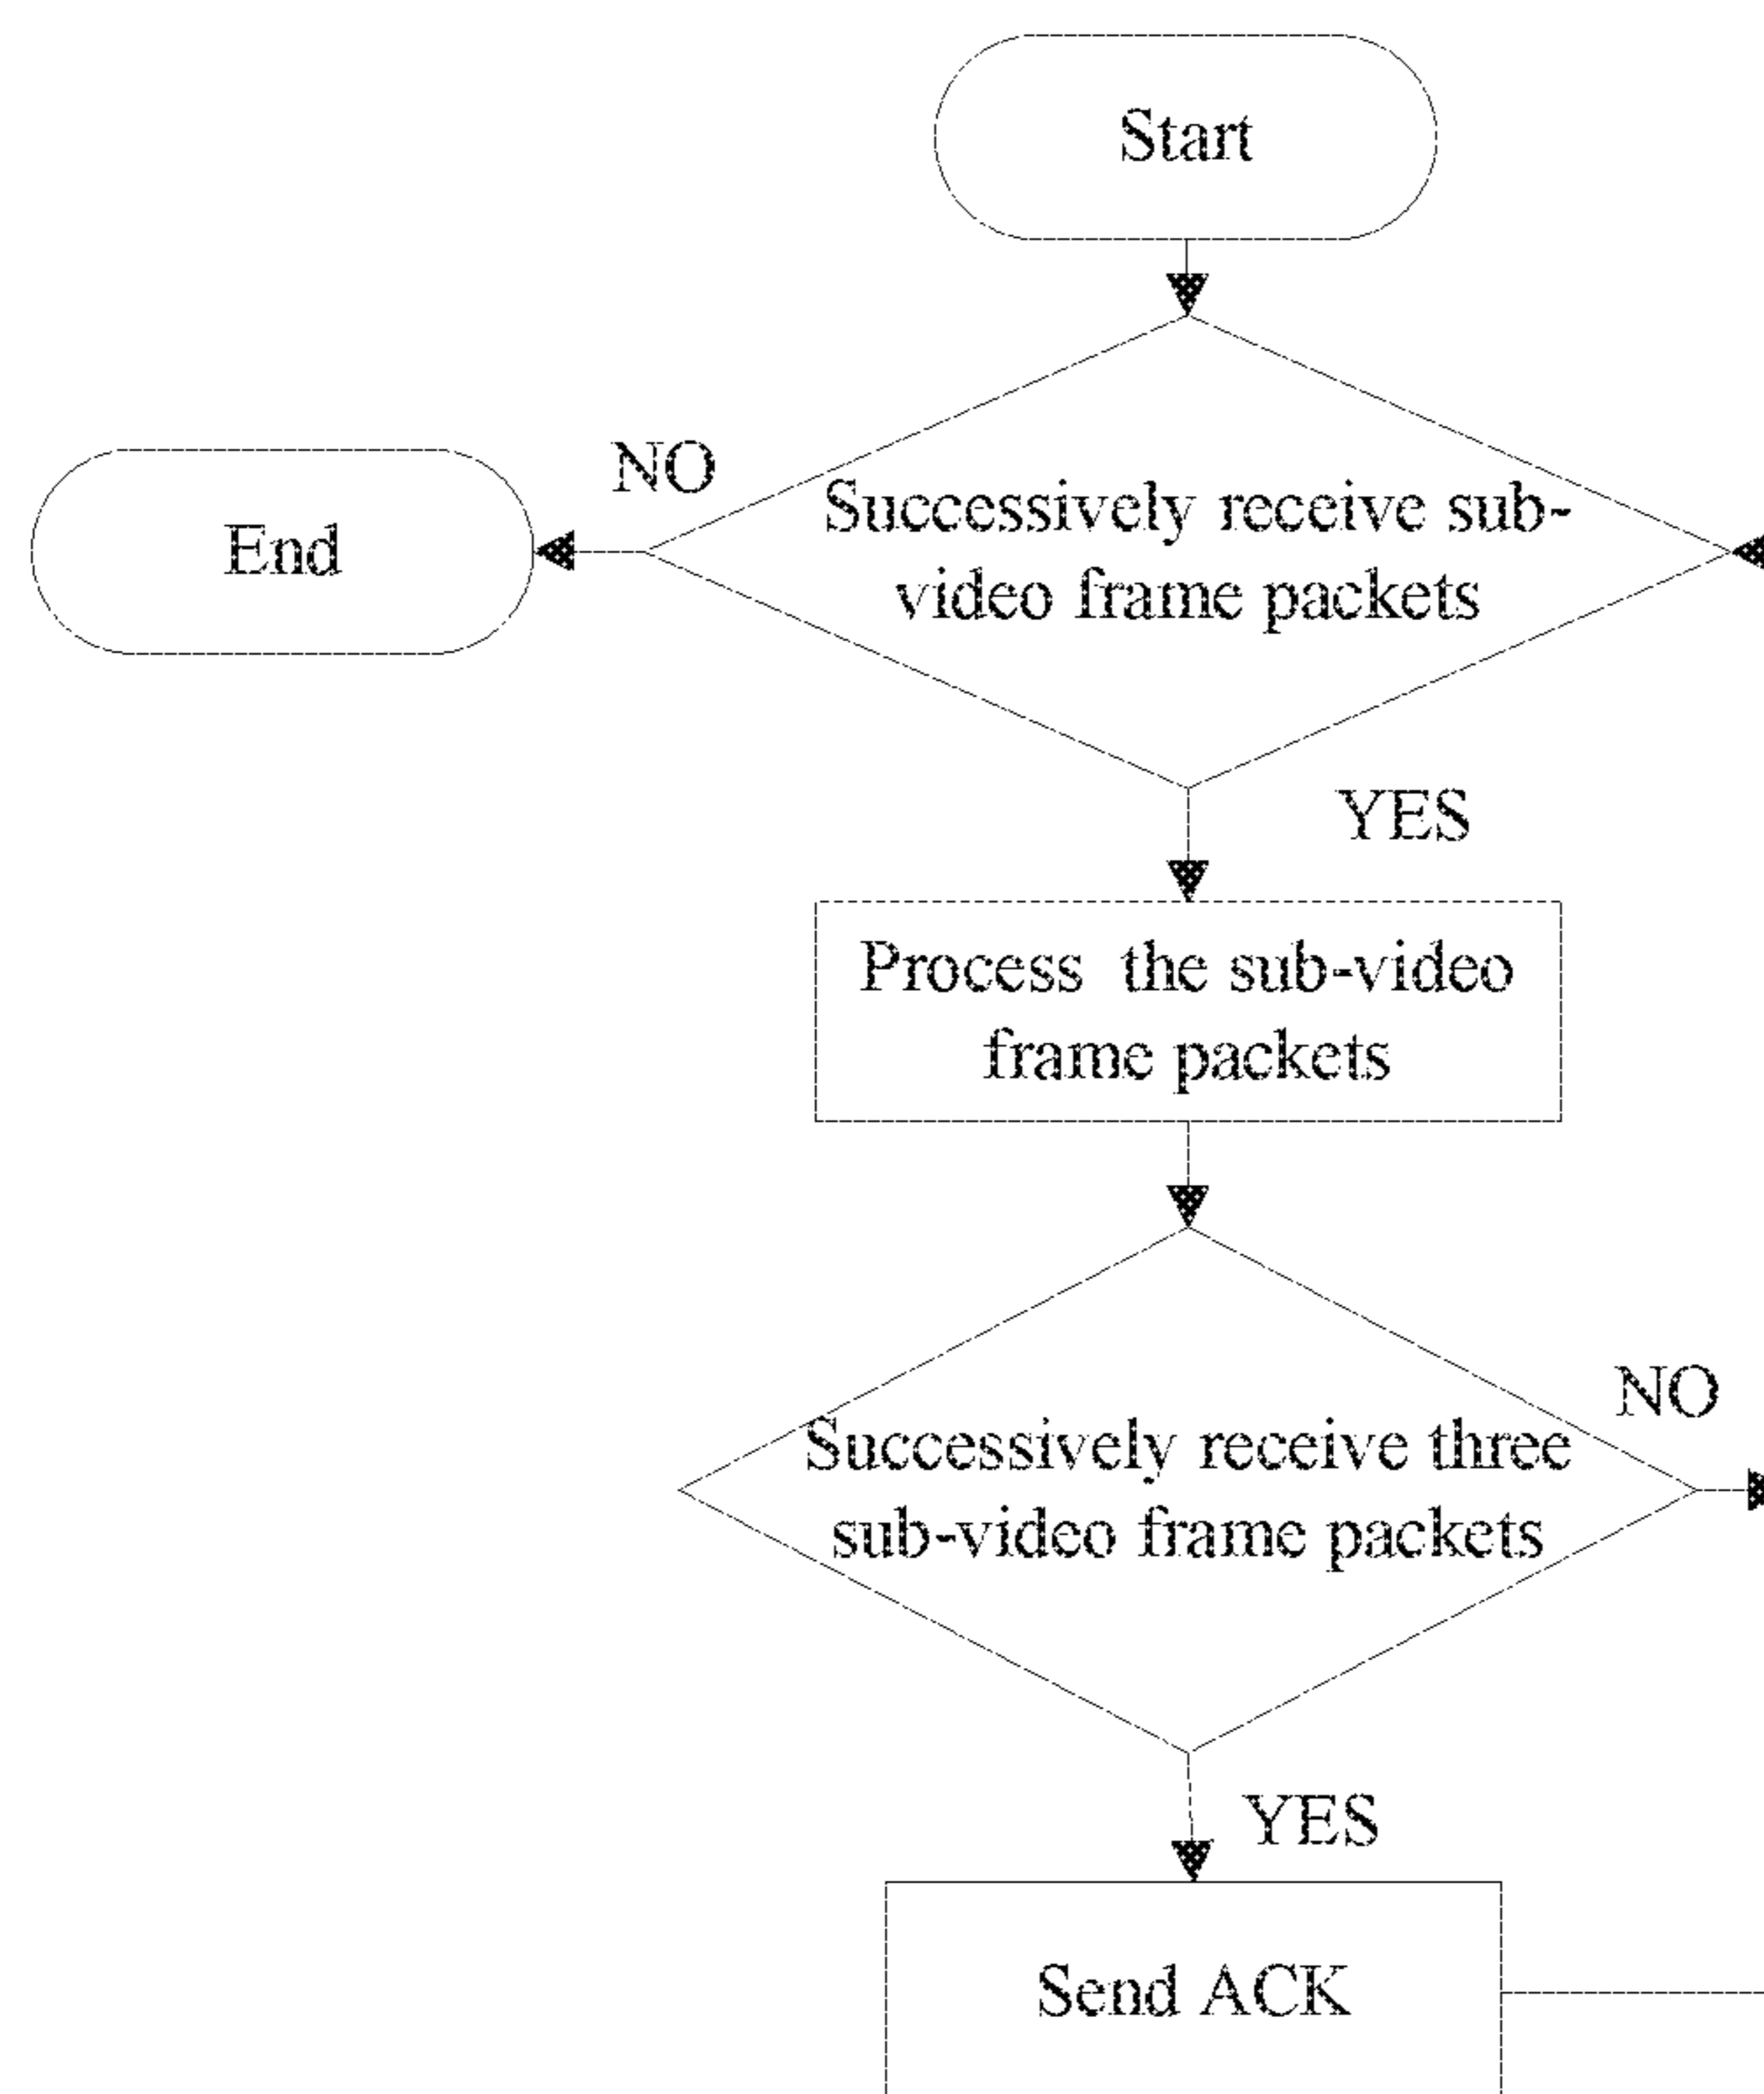 Start
NO
End
Successively receive sub-
video frame packets
YES
Process the sub-video
frame packets
NO
Successively receive three
sub-video frame packets
YES
Send ACK